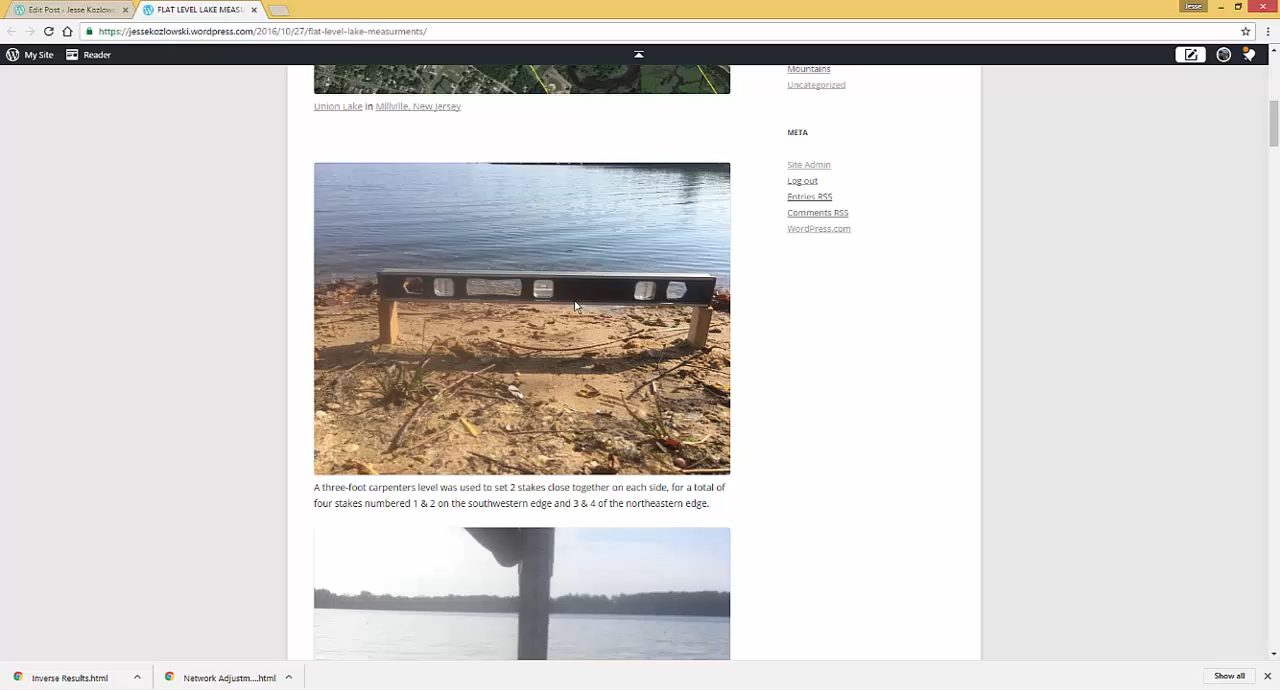 Edit Post ‹ Jesse Kozlows
FLAT LEVEL LAKE MEASU
Jesse
https://jessekozlowski.wordpress.com/2016/10/27/flat-level-lake-measurments/
My Site
Reader
Mountains
Uncategorized
Union Lake in Millville, New Jersey
META
Site Admin
Log out
Entries RSS
Comments RSS
WordPress.com
A three-foot carpenters level was used to set 2 stakes close together on each side, for a total of
four stakes numbered 1 & 2 on the southwestern edge and 3 & 4 of the northeastern edge.
Inverse Results.html
Network Adjustm....html
Show all